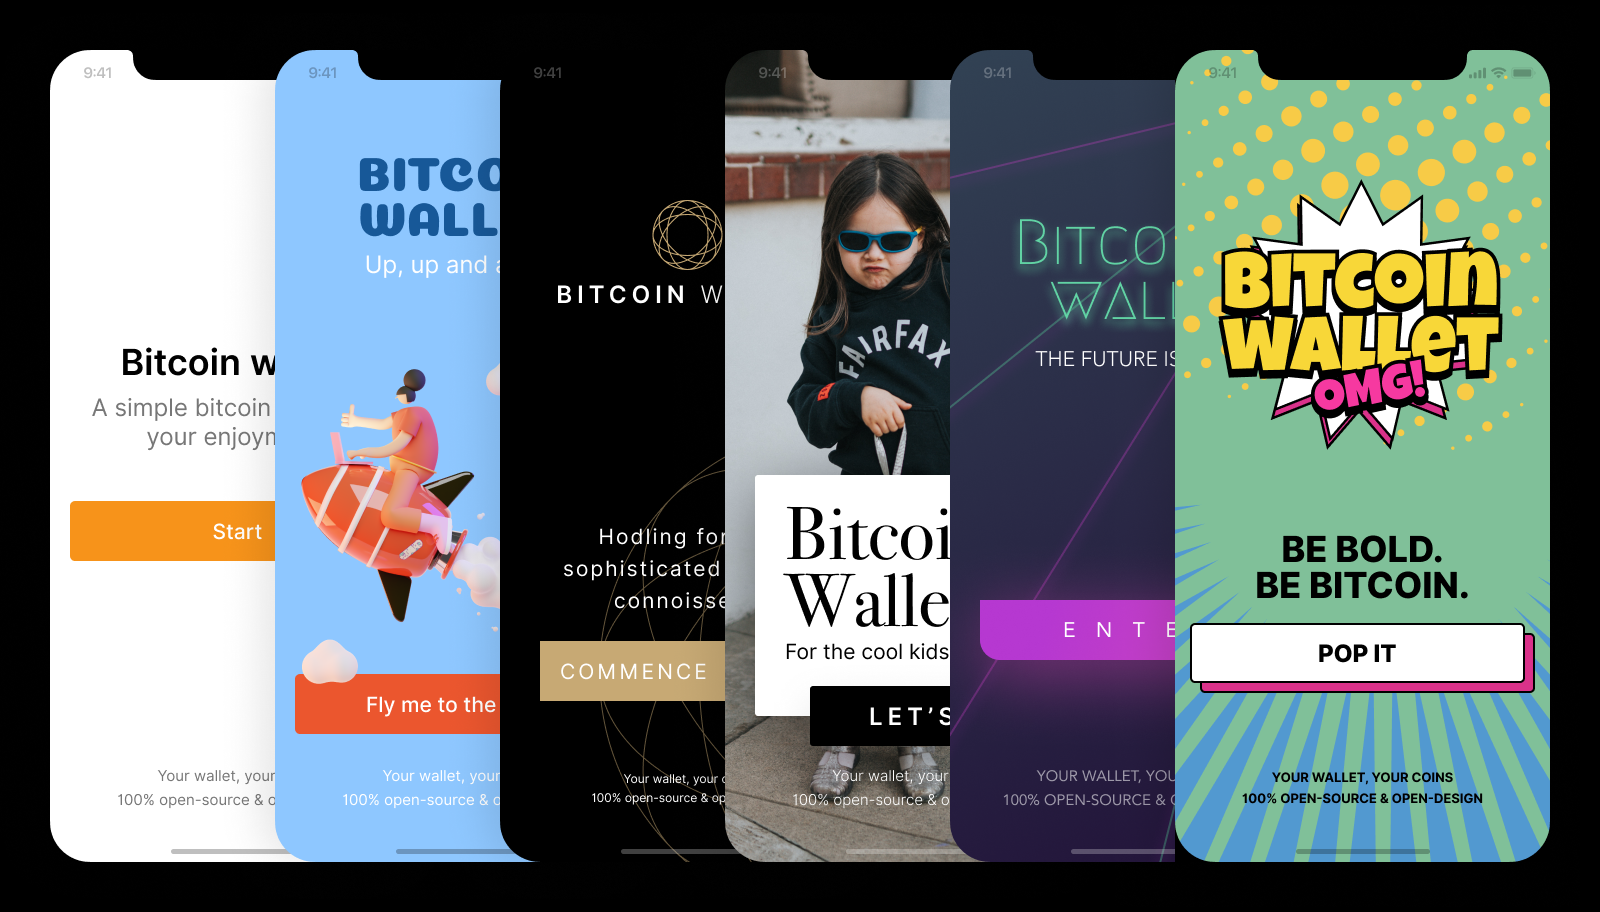 9:41
Bitcoin w
A simple bitcoin
your enjoyn
Start
Your wallet, your
100% open-source & o
9:41
BITCO
WALL
Up, up and a
Fly me to the
Your wallet, your
100% open-source & o
9:41
BITCOIN W
Hodling for
sophisticated
connoisse
COMMENCE
Your wallet, your c
100% open-source & op
9:41
FAIRFAX
Bitcoi
Walle
For the cool kids
LET'S
Your wallet, your
100% open-source & o
9:41
BITCO
WALL
THE FUTURE IS
ENTE
YOUR WALLET, YOU
100% OPEN-SOURCE & O
9:41
BITCOIN
WALLET
OMG!
BE BOLD.
BE BITCOIN.
POP IT
YOUR WALLET, YOUR COINS
100% OPEN-SOURCE & OPEN-DESIGN